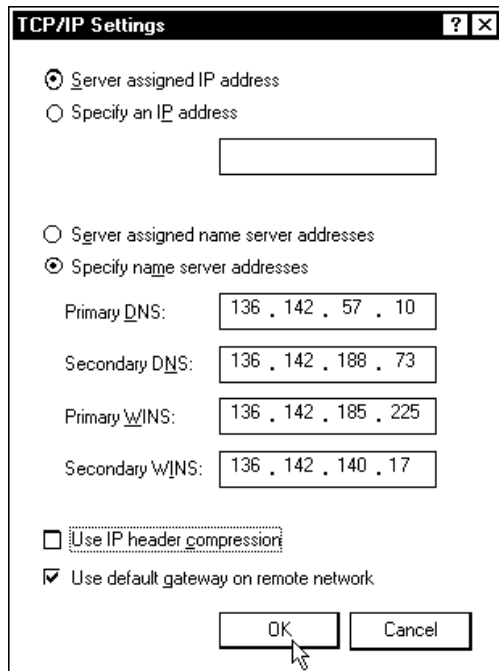 TCP/IP Settings ? ×
Server assigned IP address
Specify an IP address
Server assigned name server addresses
Specify name server addresses
Primary DNS: 136 . 142 . 57 . 10
Secondary DNS: 136 . 142 . 188 . 73
Primary WINS: 136 . 142 . 185 . 225
Secondary WINS: 136 . 142 . 140 . 17
Use IP header compression
Use default gateway on remote network
OK Cancel